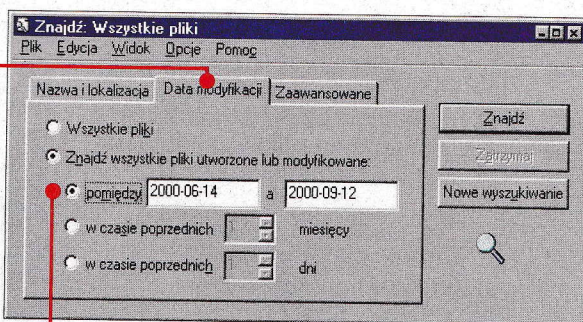 Znajdź: Wszystkie pliki
Plik Edycja Widok Opcje Pomoc
Nazwa i lokalizacja Data modyfikacji Zaawansowane
Wszystkie pliki
Znajdź wszystkie pliki utworzone lub modyfikowane:
pomiędzy 2000-06-14 a 2000-09-12
w czasie poprzednich 1 miesięcy
w czasie poprzednich 1 dni
Znajdź
Zatrzymaj
Nowe wyszukiwanie